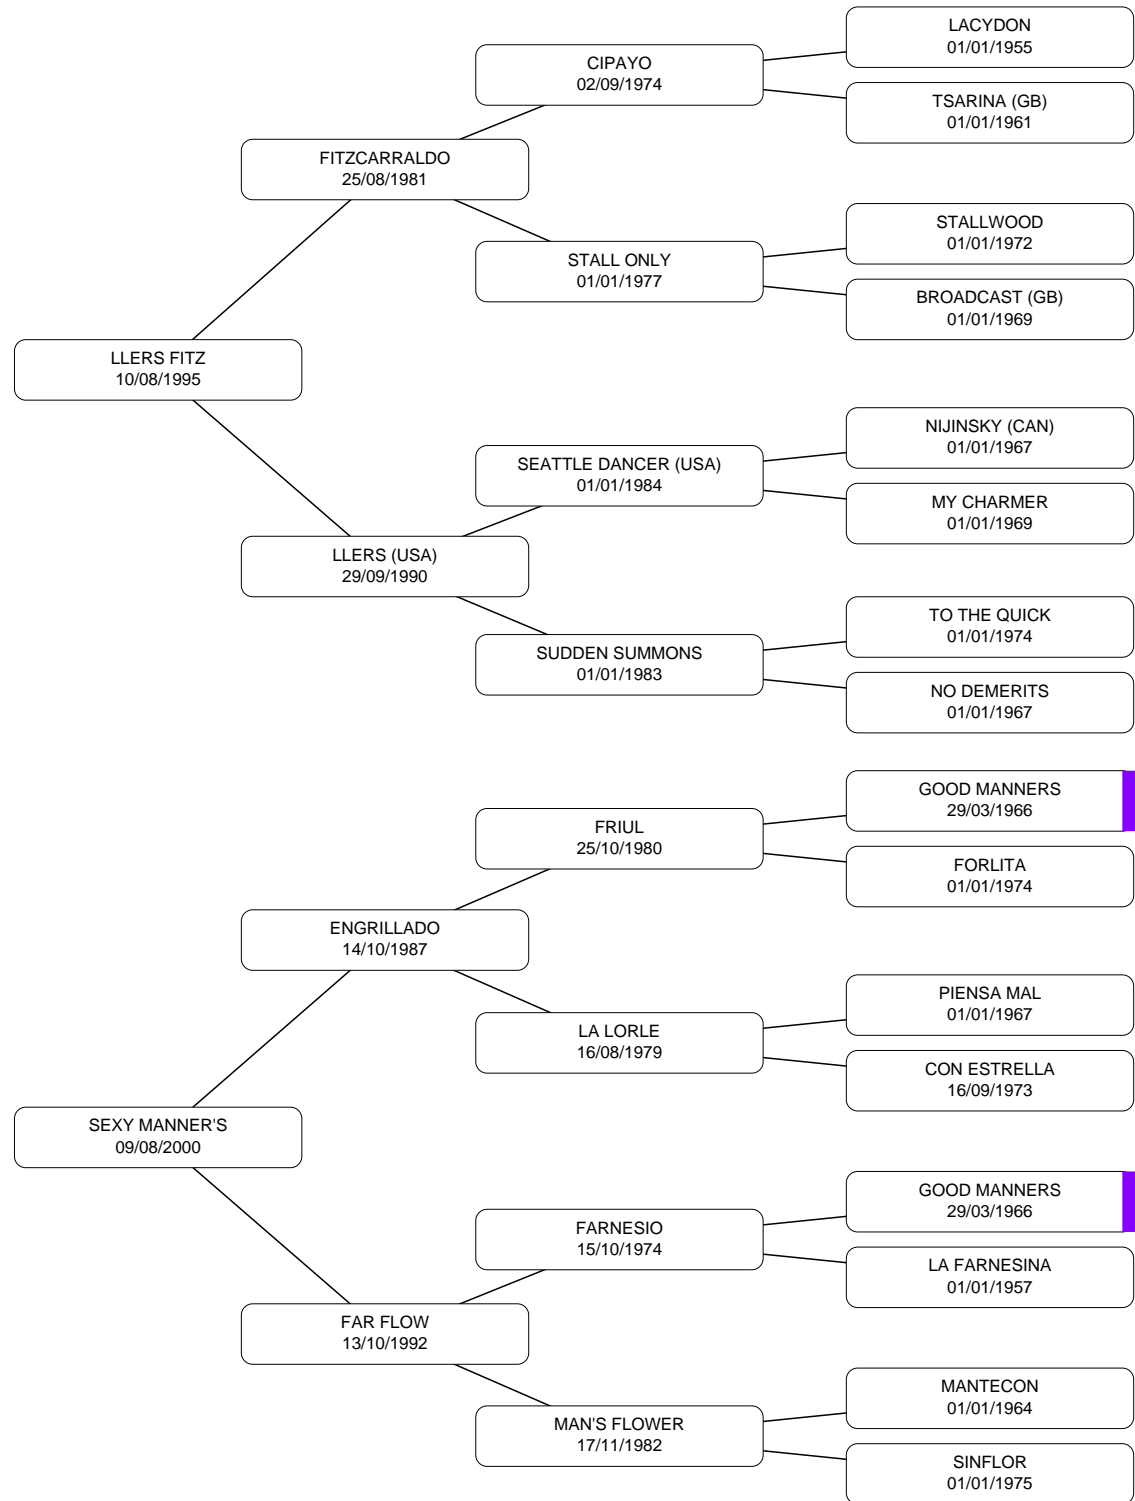 LACYDON
01/01/1955
CIPAYO
02/09/1974
TSARINA (GB)
01/01/1961
FITZCARRALDO
25/08/1981
STALLWOOD
01/01/1972
STALL ONLY
01/01/1977
BROADCAST (GB)
01/01/1969
LLERS FITZ
10/08/1995
NIJINSKY (CAN)
01/01/1967
SEATTLE DANCER (USA)
01/01/1984
MY CHARMER
01/01/1969
LLERS (USA)
29/09/1990
TO THE QUICK
01/01/1974
SUDDEN SUMMONS
01/01/1983
NO DEMERITS
01/01/1967
GOOD MANNERS
29/03/1966
FRIUL
25/10/1980
FORLITA
01/01/1974
ENGRILLADO
14/10/1987
PIENSA MAL
01/01/1967
LA LORLE
16/08/1979
CON ESTRELLA
16/09/1973
SEXY MANNER'S
09/08/2000
GOOD MANNERS
29/03/1966
FARNESIO
15/10/1974
LA FARNESINA
01/01/1957
FAR FLOW
13/10/1992
MANTECON
01/01/1964
MAN'S FLOWER
17/11/1982
SINFLOR
01/01/1975